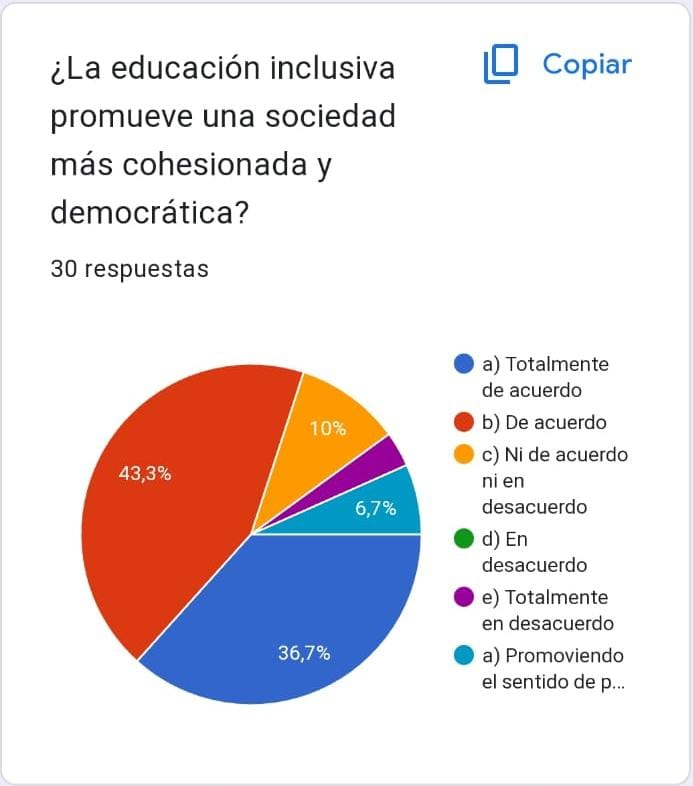 ¿La educación inclusiva
promueve una sociedad
más cohesionada y
democrática?
Copiar
30 respuestas
a) Totalmente
de acuerdo
b) De acuerdo
c) Ni de acuerdo
ni en
desacuerdo
d) En
desacuerdo
e) Totalmente
en desacuerdo
a) Promoviendo
el sentido de p...
10%
43,3%
6,7%
36,7%